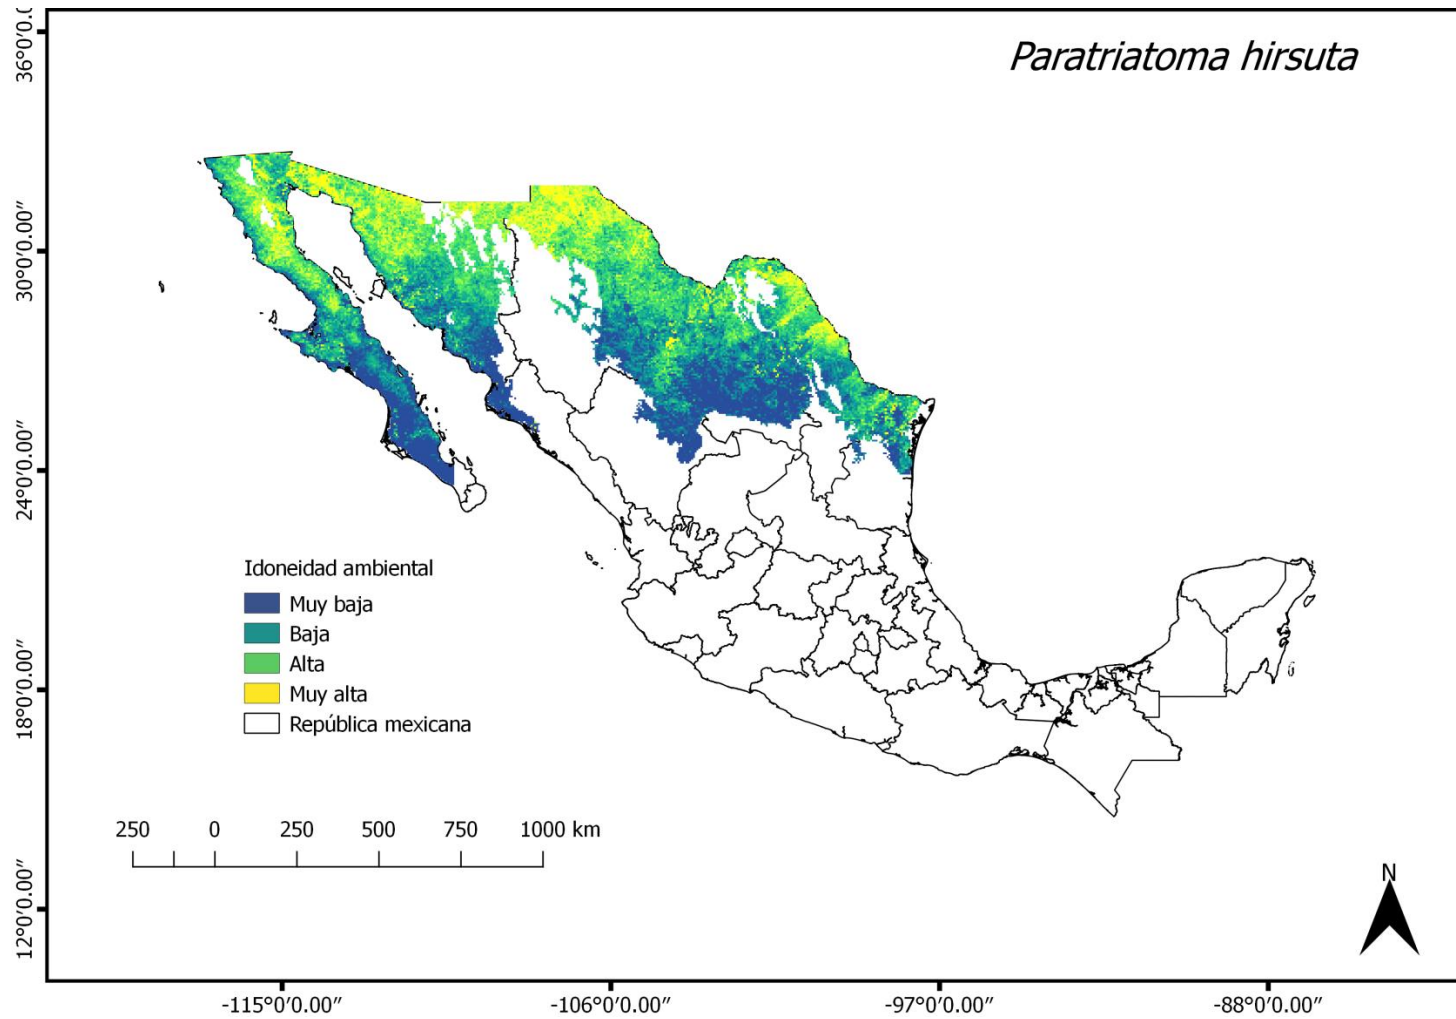 Paratriatoma hirsuta
36°0′0.0
30°0′0.00″
24°0′0.00″
18°0′0.00″
12°0′0.00″
Idoneidad ambiental
Muy baja
Baja
Alta
Muy alta
República mexicana
250 0 250 500 750 1000 km
N
-115°0′0.00″ -106°0′0.00″ -97°0′0.00″ -88°0′0.00″